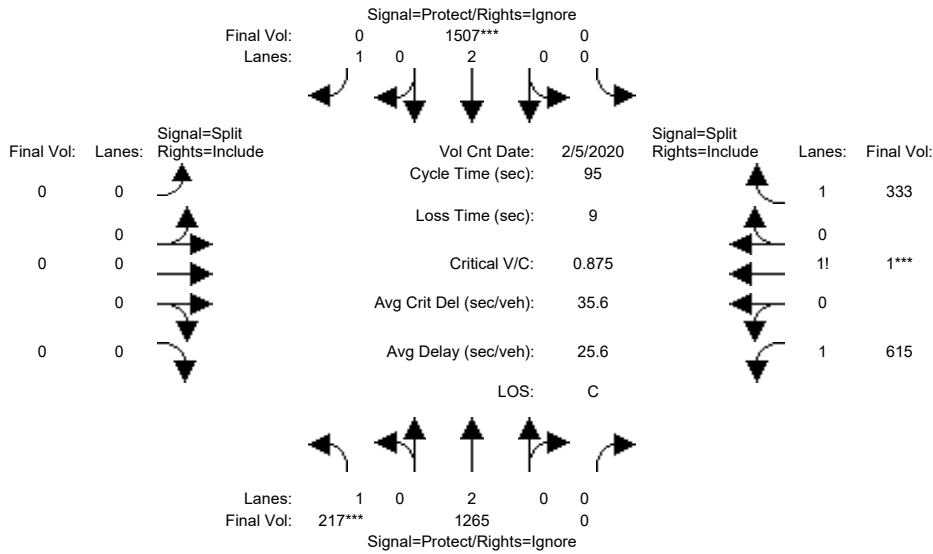 Signal=Protect/Rights=Ignore
Final Vol: 0 1507*** 0
Lanes: 1 0 2 0 0
Signal=Split Signal=Split
Final Vol: Lanes: Rights=Include Vol Cnt Date: 2/5/2020 Rights=Include Lanes: Final Vol:
Cycle Time (sec): 95
0 0 1 333
Loss Time (sec): 9
0 0
0 0 Critical V/C: 0.875 1! 1***
0 Avg Crit Del (sec/veh): 35.6 0
0 0 Avg Delay (sec/veh): 25.6 1 615
LOS: C
Lanes: 1 0 2 0 0
Final Vol: 217*** 1265 0
Signal=Protect/Rights=Ignore